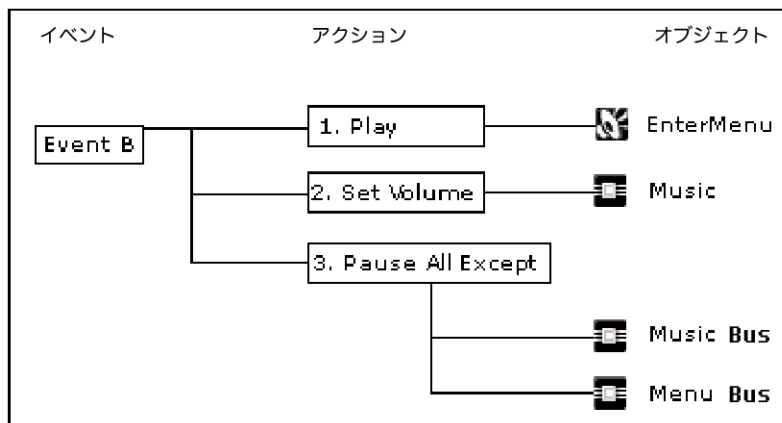 イベント アクション オブジェクト
Event B 1. Play EnterMenu
2. Set Volume Music
3. Pause All Except
Music Bus
Menu Bus